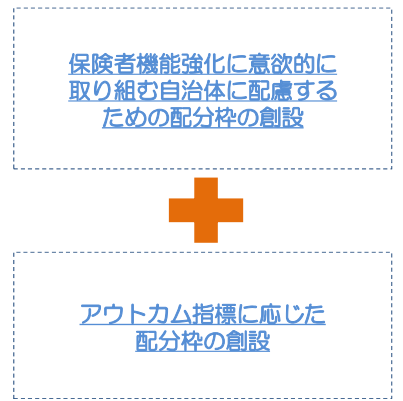 保険者機能強化に意欲的に
取り組む自治体に配慮する
ための配分枠の創設
アウトカム指標に応じた
配分枠の創設